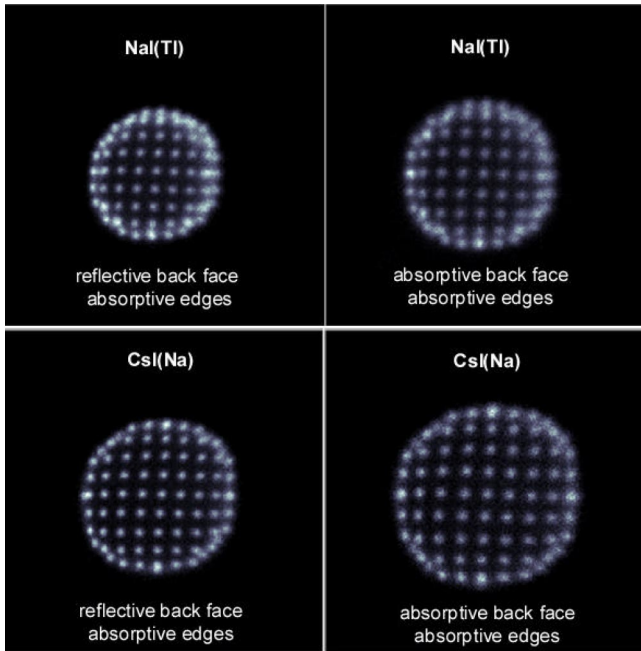 NaI(Tl)
reflective back face
absorptive edges
NaI(Tl)
absorptive back face
absorptive edges
CsI(Na)
reflective back face
absorptive edges
CsI(Na)
absorptive back face
absorptive edges